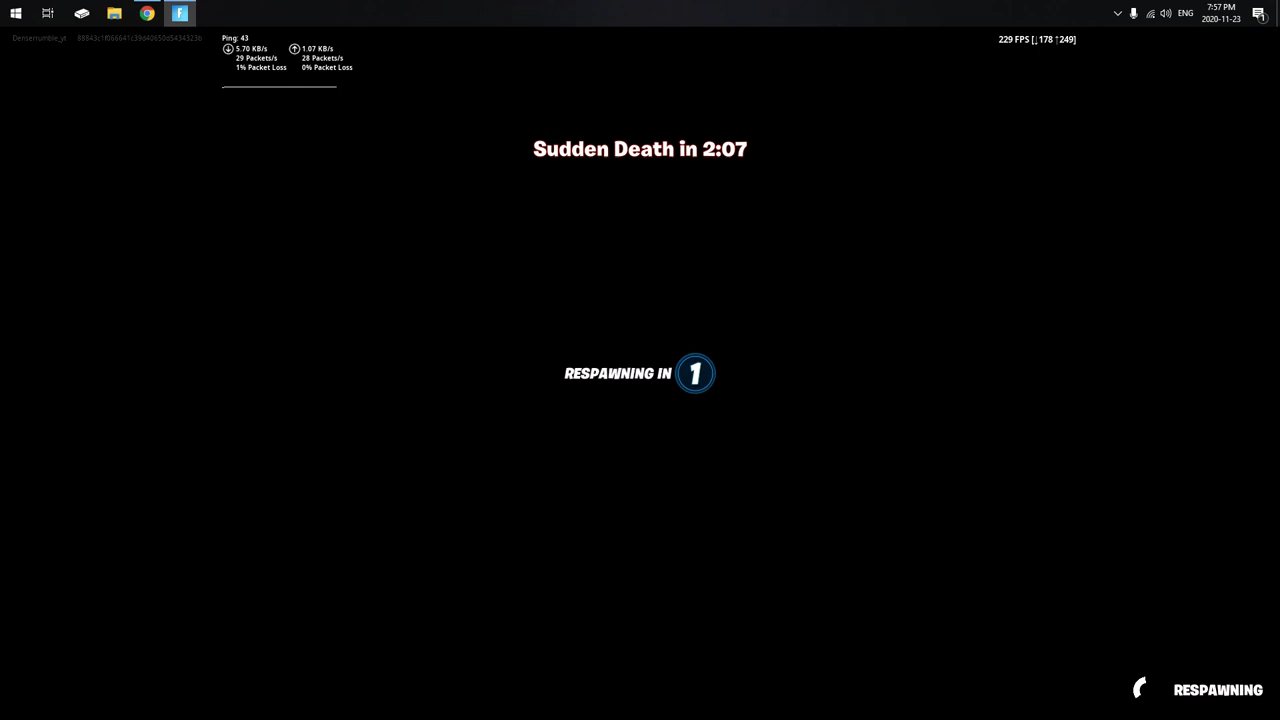 7:57 PM
ENG
2020-11-23
1
Denserrumble_yt
Ping: 43
229 FPS [↓178 ↑249]
5.70 KB/s 1.07 KB/s
29 Packets/s 28 Packets/s
1% Packet Loss 0% Packet Loss
Sudden Death in 2:07
RESPAWNING IN 1
RESPAWNING